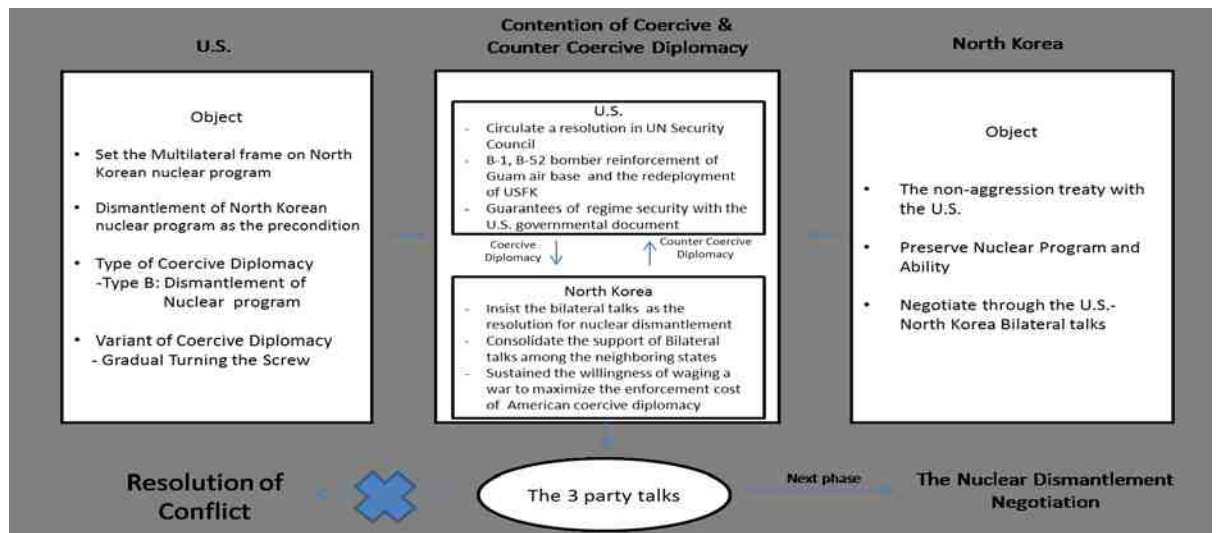 U.S.
Object
• Set the Multilateral frame on North
Korean nuclear program
• Dismantlement of North Korean
nuclear program as the precondition
• Type of Coercive Diplomacy
-Type B: Dismantlement of
Nuclear program
• Variant of Coercive Diplomacy
- Gradual Turning the Screw
Contention of Coercive &
Counter Coercive Diplomacy
U.S.
- Circulate a resolution in UN Security
Council
- B-1, B-52 bomber reinforcement of
Guam air base and the redeployment
of USFK
- Guarantees of regime security with the
U.S. governmental document
Coercive
Diplomacy
Counter Coercive
Diplomacy
North Korea
- Insist the bilateral talks as the
resolution for nuclear dismantlement
- Consolidate the support of Bilateral
talks among the neighboring states
- Sustained the willingness of waging a
war to maximize the enforcement cost
of American coercive diplomacy
North Korea
Object
• The non-aggression treaty with
the U.S.
• Preserve Nuclear Program and
Ability
• Negotiate through the U.S.-
North Korea Bilateral talks
Resolution of
Conflict
The 3 party talks
Next phase
The Nuclear Dismantlement
Negotiation